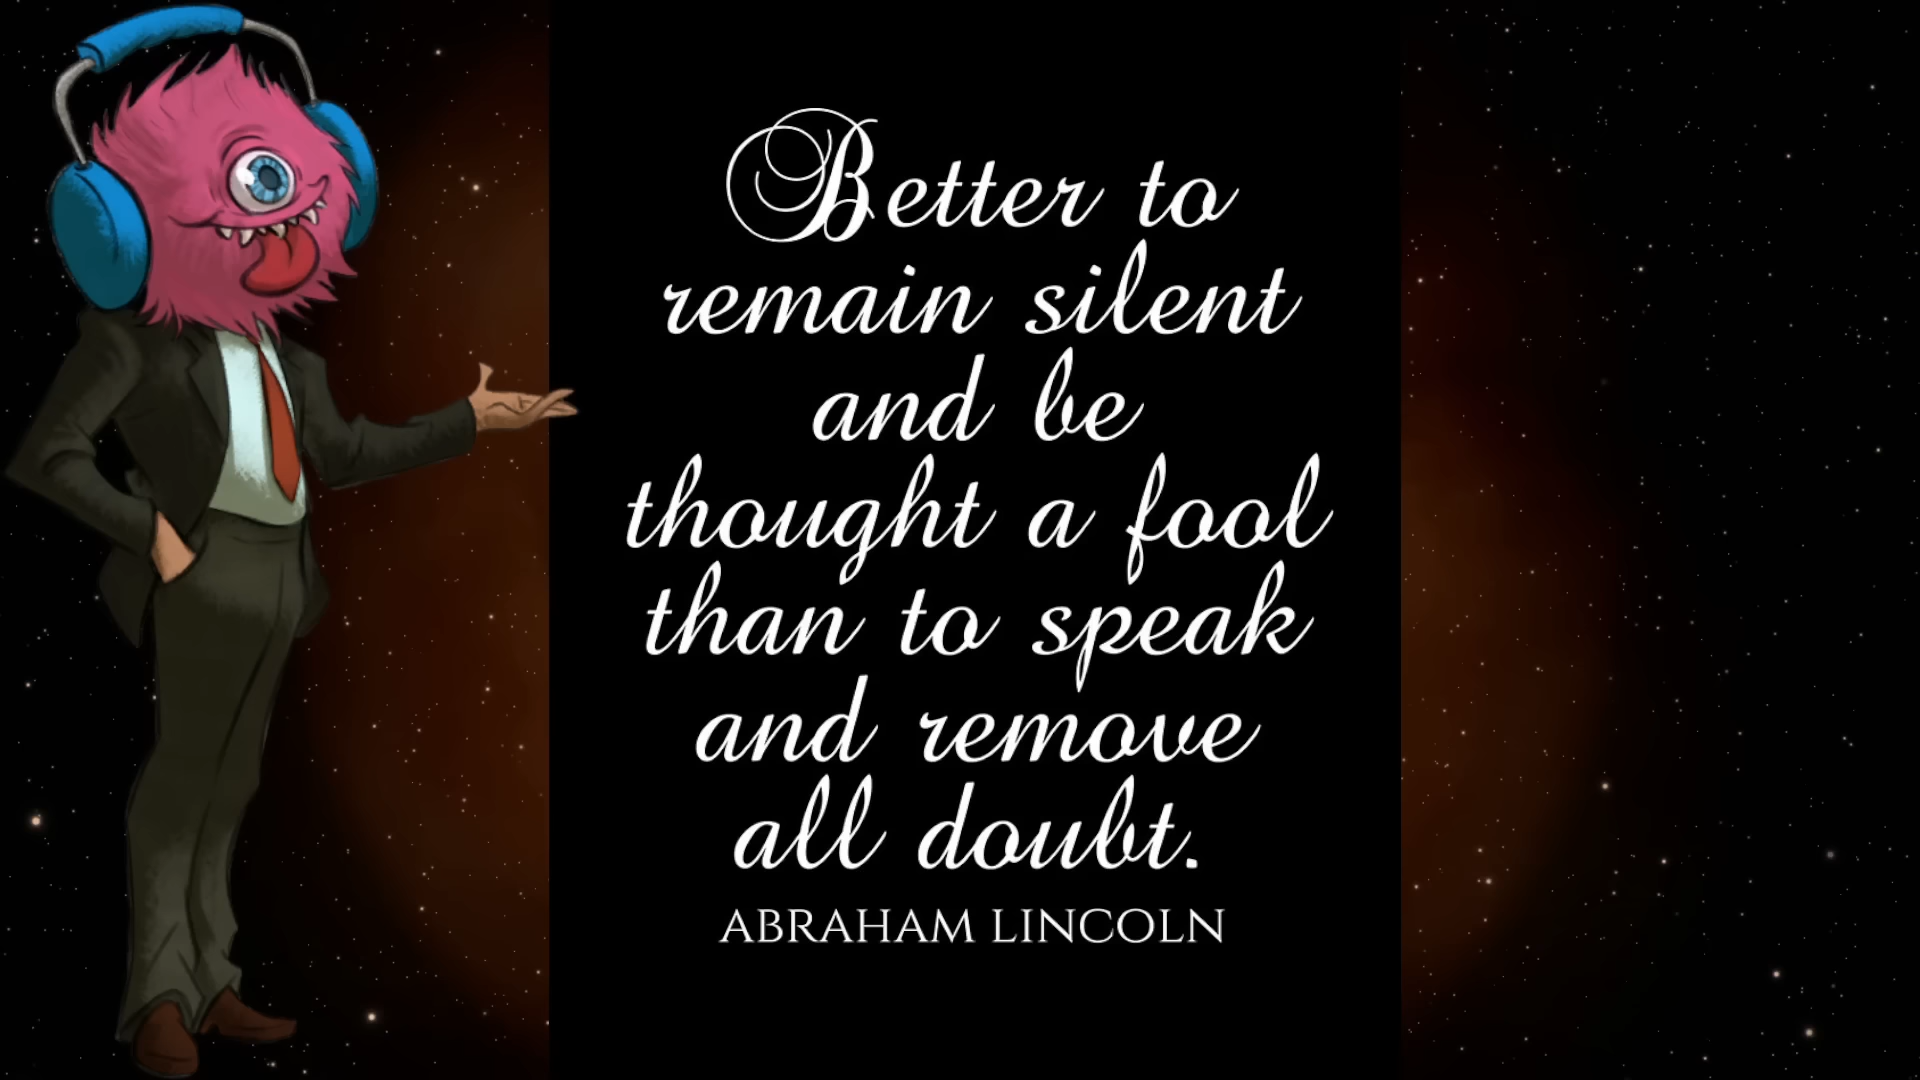 Better to
remain silent
and be
thought a fool
than to speak
and remove
all doubt.
ABRAHAM LINCOLN